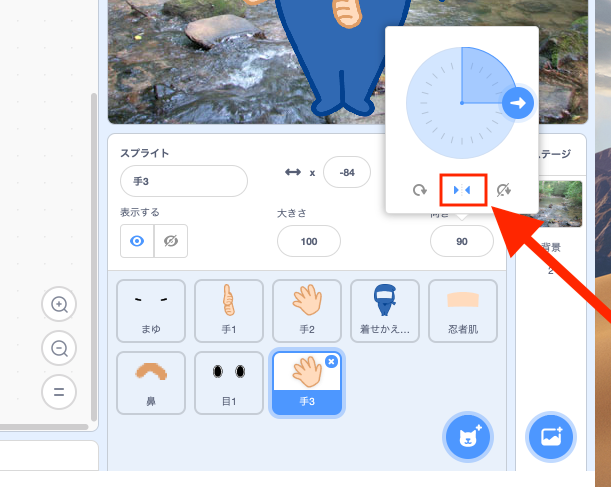 スプライト
手3
x
-84
表示する
大きさ
向き
100
90
ステージ
背景
2
まゆ
手1
手2
着せかえ...
忍者肌
鼻
目1
手3